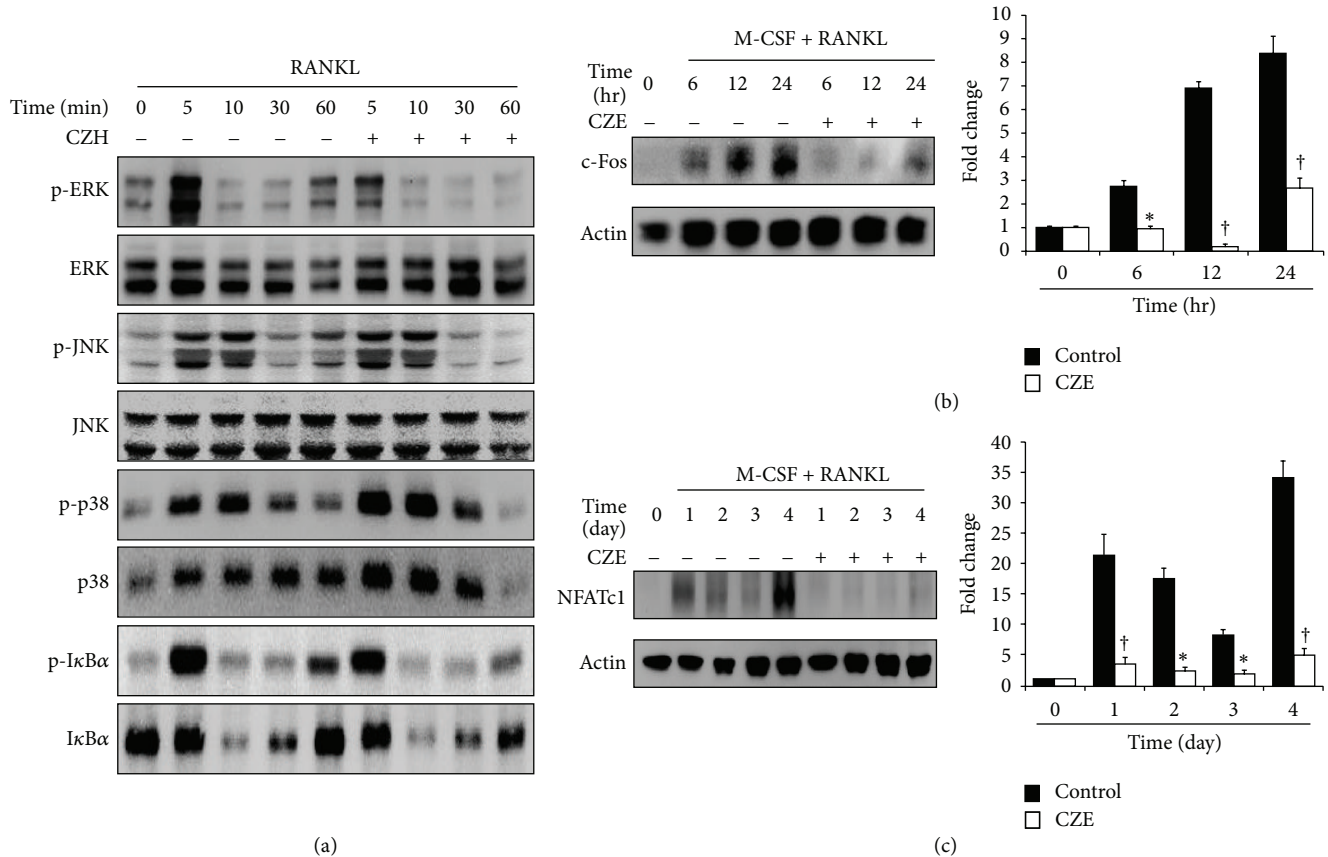 RANKL
Time (min) 0 5 10 30 60 5 10 30 60
CZH – – – – – + + + +
p-ERK
ERK
p-JNK
JNK
p-p38
p38
p-IκBα
IκBα
(a)
M-CSF + RANKL
Time (hr) 0 6 12 24 6 12 24
CZE – – – – + + +
c-Fos
Actin
Fold change
10
9
8
7
6
5
4
3
2
1
0
* † †
0 6 12 24
Time (hr)
Control
CZE
(b)
M-CSF + RANKL
Time (day) 0 1 2 3 4 1 2 3 4
CZE – – – – – + + + +
NFATc1
Actin
Fold change
40
35
30
25
20
15
10
5
0
† * * †
0 1 2 3 4
Time (day)
Control
CZE
(c)